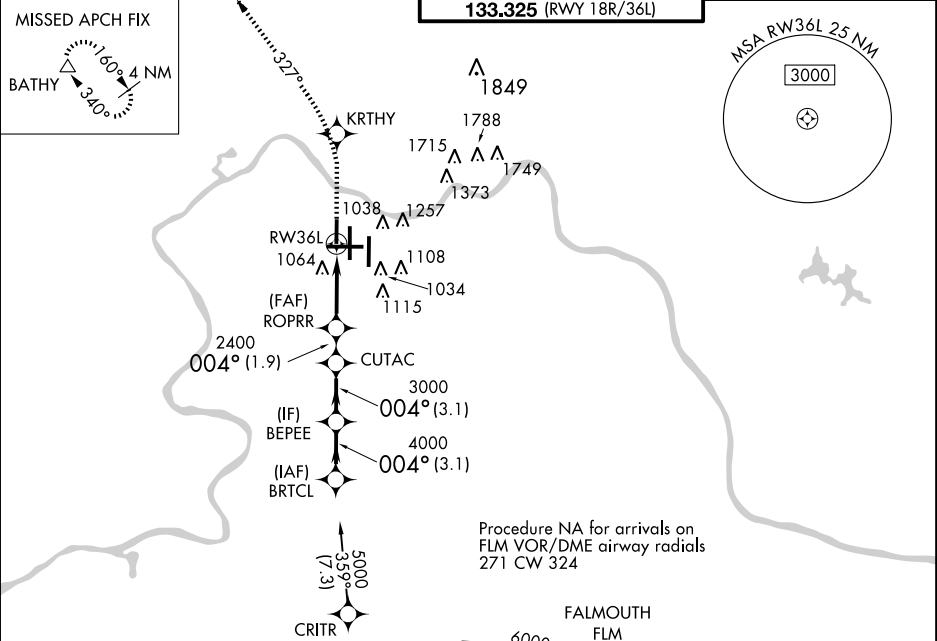 133.325 (RWY 18R/36L)
MISSED APCH FIX
160°
4 NM
BATHY
340°
327°
1849
MSA RW36L 25 NM
3000
KRTHY
1788
1715
1749
1373
1038
1257
RW36L
1064
1108
1034
1115
(FAF)
ROPRR
2400
004° (1.9)
CUTAC
3000
004° (3.1)
(IF)
BEPEE
4000
004° (3.1)
(IAF)
BRTCL
Procedure NA for arrivals on
FLM VOR/DME airway radials
271 CW 324
5000
359°
(7.3)
CRITR
FALMOUTH
FLM
6000